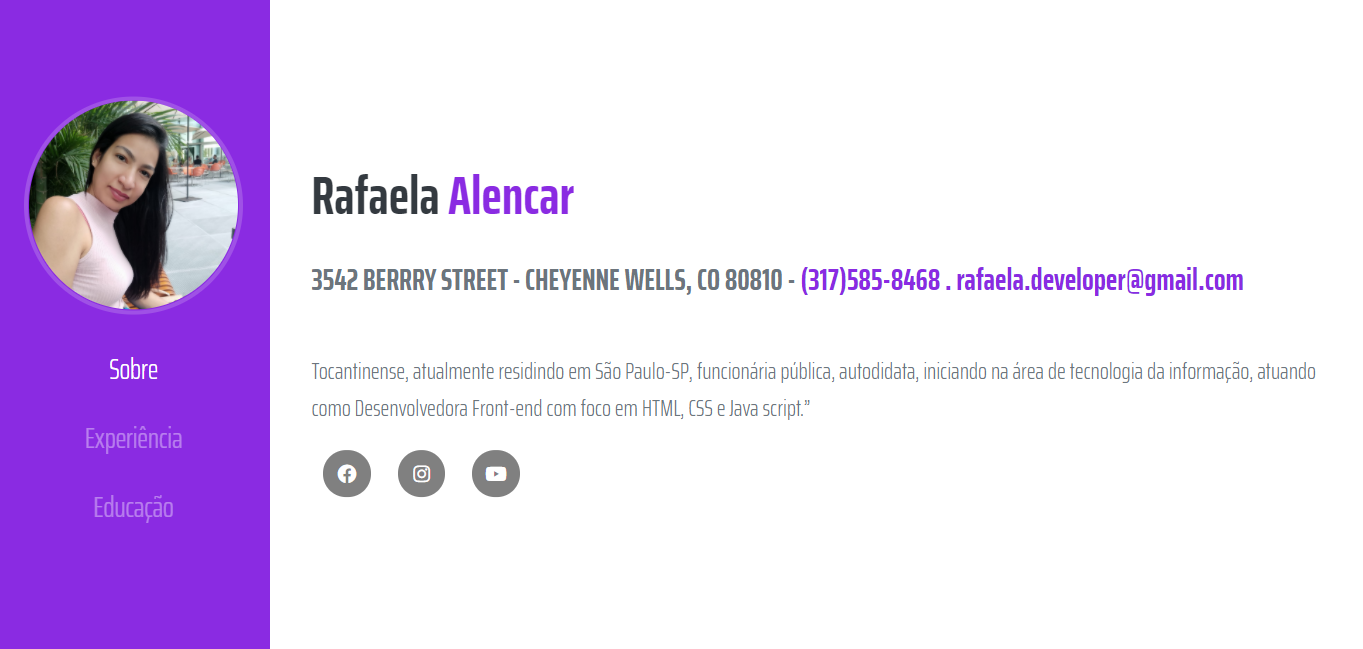 Rafaela Alencar
3542 BERRRY STREET - CHEYENNE WELLS, CO 80810 - (317)585-8468 . rafaela.developer@gmail.com
Tocantinense, atualmente residindo em São Paulo-SP, funcionária pública, autodidata, iniciando na área de tecnologia da informação, atuando
como Desenvolvedora Front-end com foco em HTML, CSS e Java script.”
Sobre
Experiência
Educação